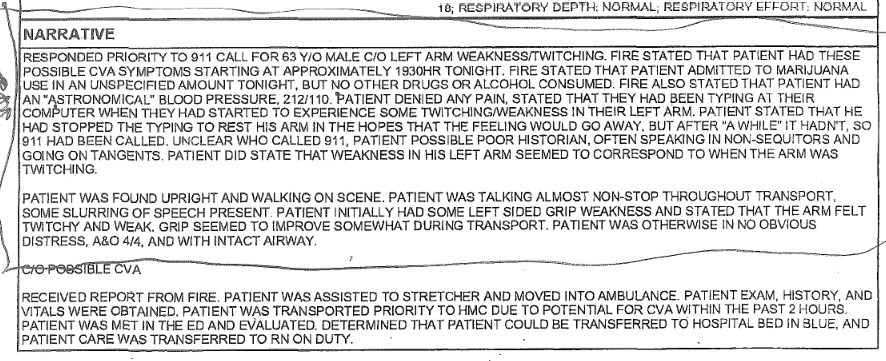 18; RESPIRATORY DEPTH: NORMAL; RESPIRATORY EFFORT: NORMAL
NARRATIVE
RESPONDED PRIORITY TO 911 CALL FOR 63 Y/O MALE C/O LEFT ARM WEAKNESS/TWITCHING. FIRE STATED THAT PATIENT HAD THESE
POSSIBLE CVA SYMPTOMS STARTING AT APPROXIMATELY 1930HR TONIGHT. FIRE STATED THAT PATIENT ADMITTED TO MARIJUANA
USE IN AN UNSPECIFIED AMOUNT TONIGHT, BUT NO OTHER DRUGS OR ALCOHOL CONSUMED. FIRE ALSO STATED THAT PATIENT HAD
AN "ASTRONOMICAL" BLOOD PRESSURE, 212/110. PATIENT DENIED ANY PAIN, STATED THAT THEY HAD BEEN TYPING AT THEIR
COMPUTER WHEN THEY HAD STARTED TO EXPERIENCE SOME TWITCHING/WEAKNESS IN THEIR LEFT ARM. PATIENT STATED THAT HE
HAD STOPPED THE TYPING TO REST HIS ARM IN THE HOPES THAT THE FEELING WOULD GO AWAY, BUT AFTER "A WHILE" IT HADN'T, SO
911 HAD BEEN CALLED. UNCLEAR WHO CALLED 911, PATIENT POSSIBLE POOR HISTORIAN, OFTEN SPEAKING IN NON-SEQUITORS AND
GOING ON TANGENTS. PATIENT DID STATE THAT WEAKNESS IN HIS LEFT ARM SEEMED TO CORRESPOND TO WHEN THE ARM WAS
TWITCHING.
PATIENT WAS FOUND UPRIGHT AND WALKING ON SCENE. PATIENT WAS TALKING ALMOST NON-STOP THROUGHOUT TRANSPORT,
SOME SLURRING OF SPEECH PRESENT. PATIENT INITIALLY HAD SOME LEFT SIDED GRIP WEAKNESS AND STATED THAT THE ARM FELT
TWITCHY AND WEAK. GRIP SEEMED TO IMPROVE SOMEWHAT DURING TRANSPORT. PATIENT WAS OTHERWISE IN NO OBVIOUS
DISTRESS, A&O 4/4, AND WITH INTACT AIRWAY.
C/O POSSIBLE CVA
RECEIVED REPORT FROM FIRE. PATIENT WAS ASSISTED TO STRETCHER AND MOVED INTO AMBULANCE. PATIENT EXAM, HISTORY, AND
VITALS WERE OBTAINED. PATIENT WAS TRANSPORTED PRIORITY TO HMC DUE TO POTENTIAL FOR CVA WITHIN THE PAST 2 HOURS.
PATIENT WAS MET IN THE ED AND EVALUATED. DETERMINED THAT PATIENT COULD BE TRANSFERRED TO HOSPITAL BED IN BLUE, AND
PATIENT CARE WAS TRANSFERRED TO RN ON DUTY.